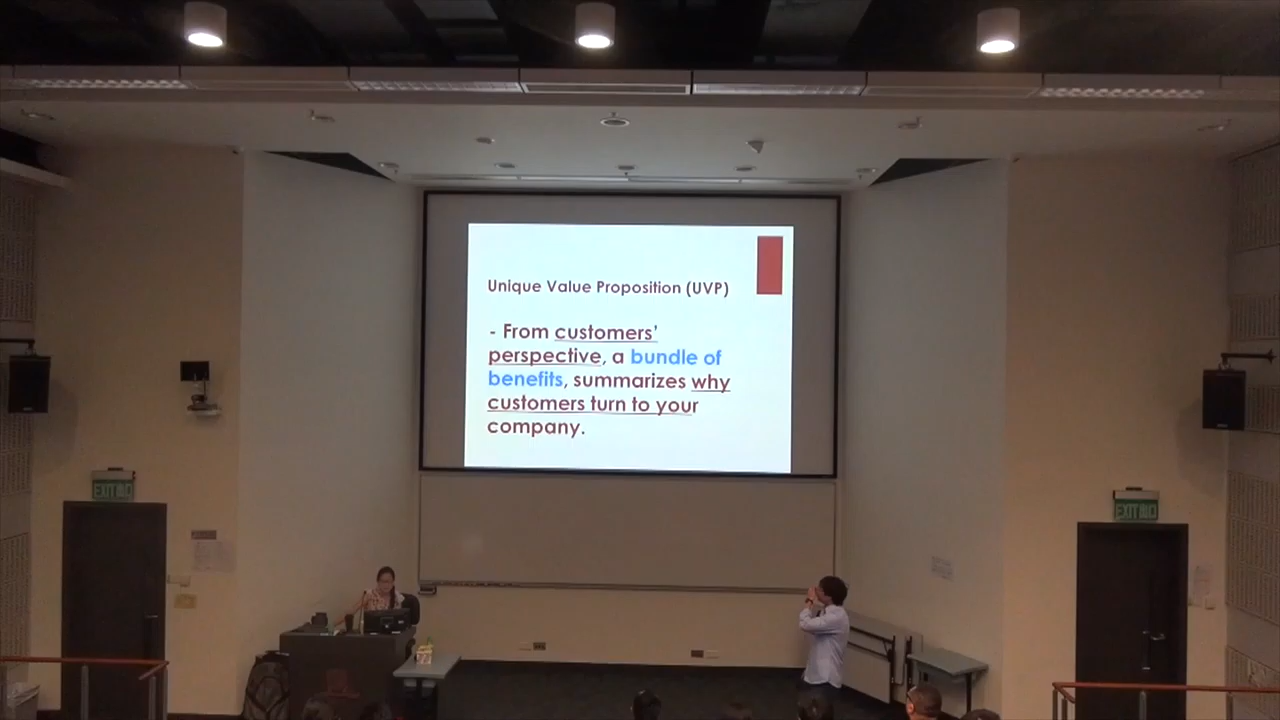 Unique Value Proposition (UVP)
- From customers'
perspective, a bundle of
benefits, summarizes why
customers turn to your
company.
EXIT
EXIT